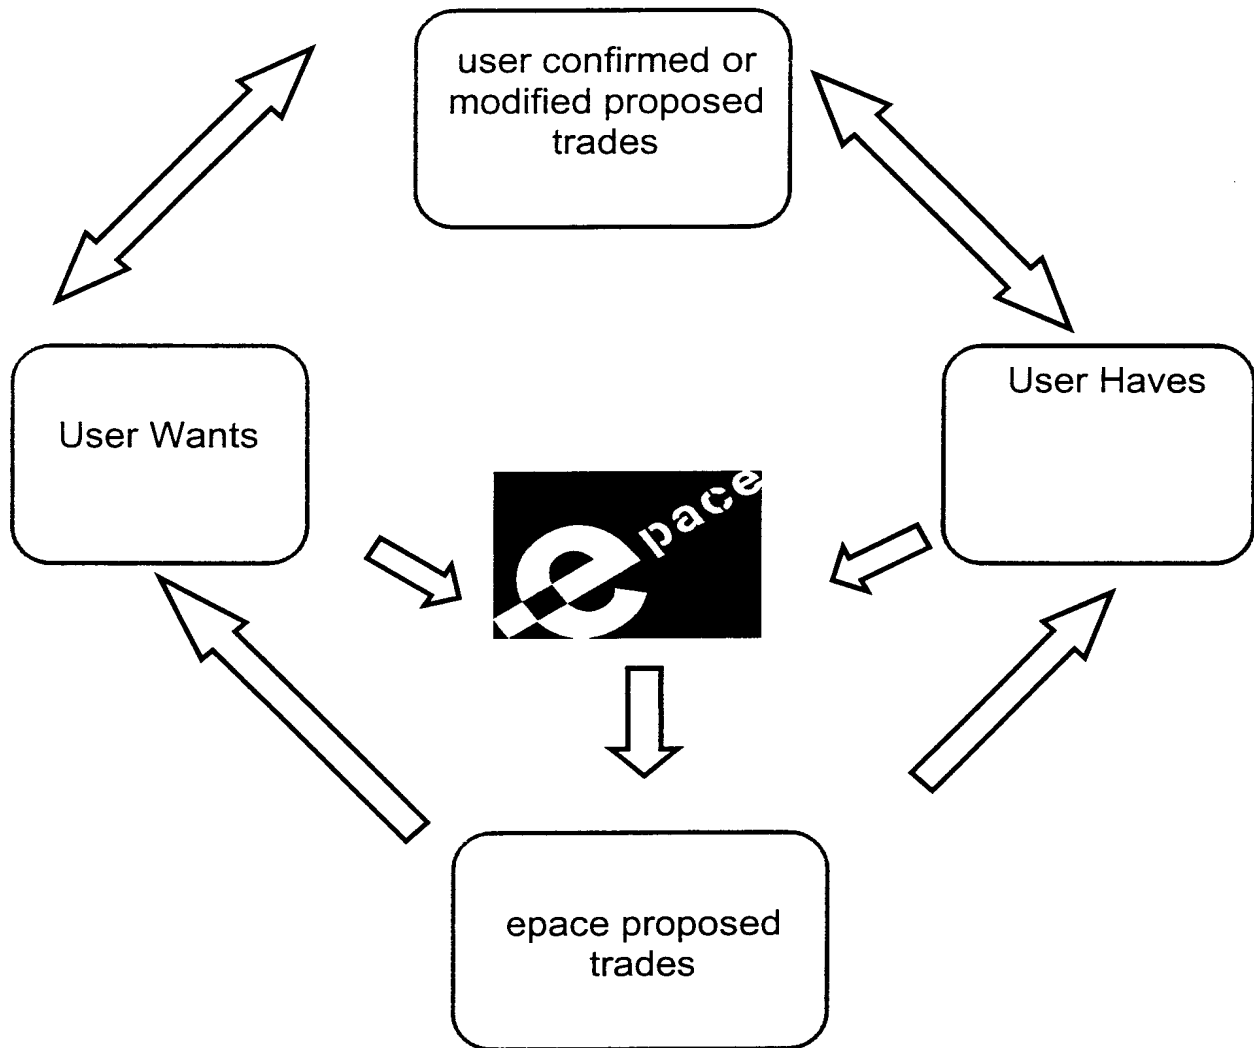 user confirmed or
modified proposed
trades
User Wants
User Haves
epace
epace proposed
trades